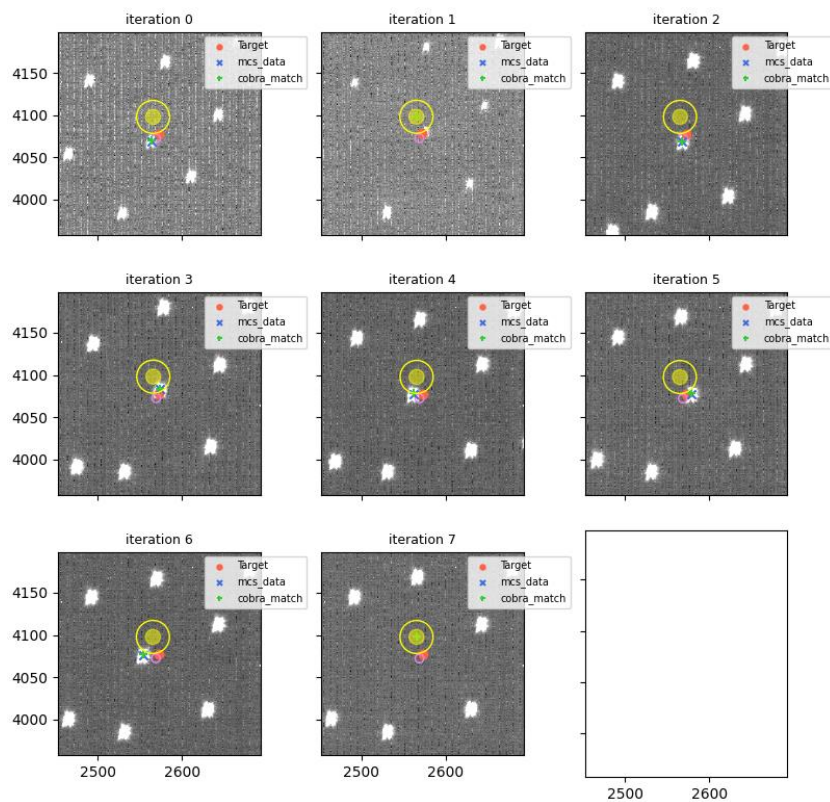 iteration 0
iteration 1
iteration 2
Target
mcs_data
cobra_match
Target
mcs_data
cobra_match
Target
mcs_data
cobra_match
4150
4100
4050
4000
2500
2600
iteration 3
iteration 4
iteration 5
Target
mcs_data
cobra_match
Target
mcs_data
cobra_match
Target
mcs_data
cobra_match
4150
4100
4050
4000
iteration 6
iteration 7
Target
mcs_data
cobra_match
Target
mcs_data
cobra_match
4150
4100
4050
4000
2500
2600
2500
2600
2500
2600